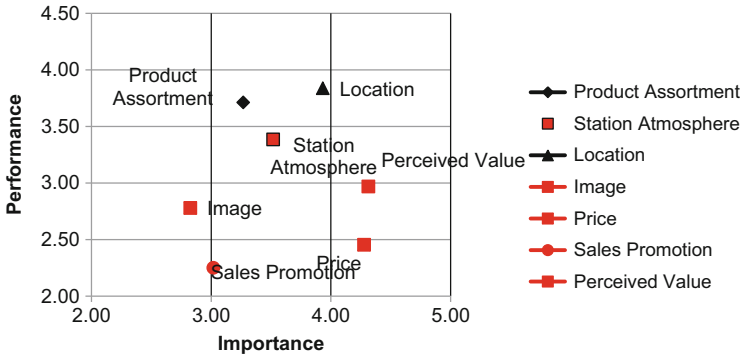 4.50
4.00
3.50
3.00
2.50
2.00
2.00
3.00
4.00
5.00
Performance
Importance
Product
Assortment
Location
Station
Atmosphere
Perceived Value
Image
Price
Sales Promotion
Product Assortment
Station Atmosphere
Location
Image
Price
Sales Promotion
Perceived Value